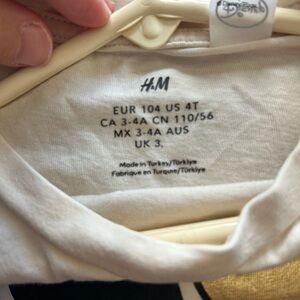 H&M
EUR 104 US 4T
CA 3-4A CN 110/56
MX 3-4A AUS
UK 3.
Made in Turkey/Türkiye
Fabriqué en Turquie/Türkiye